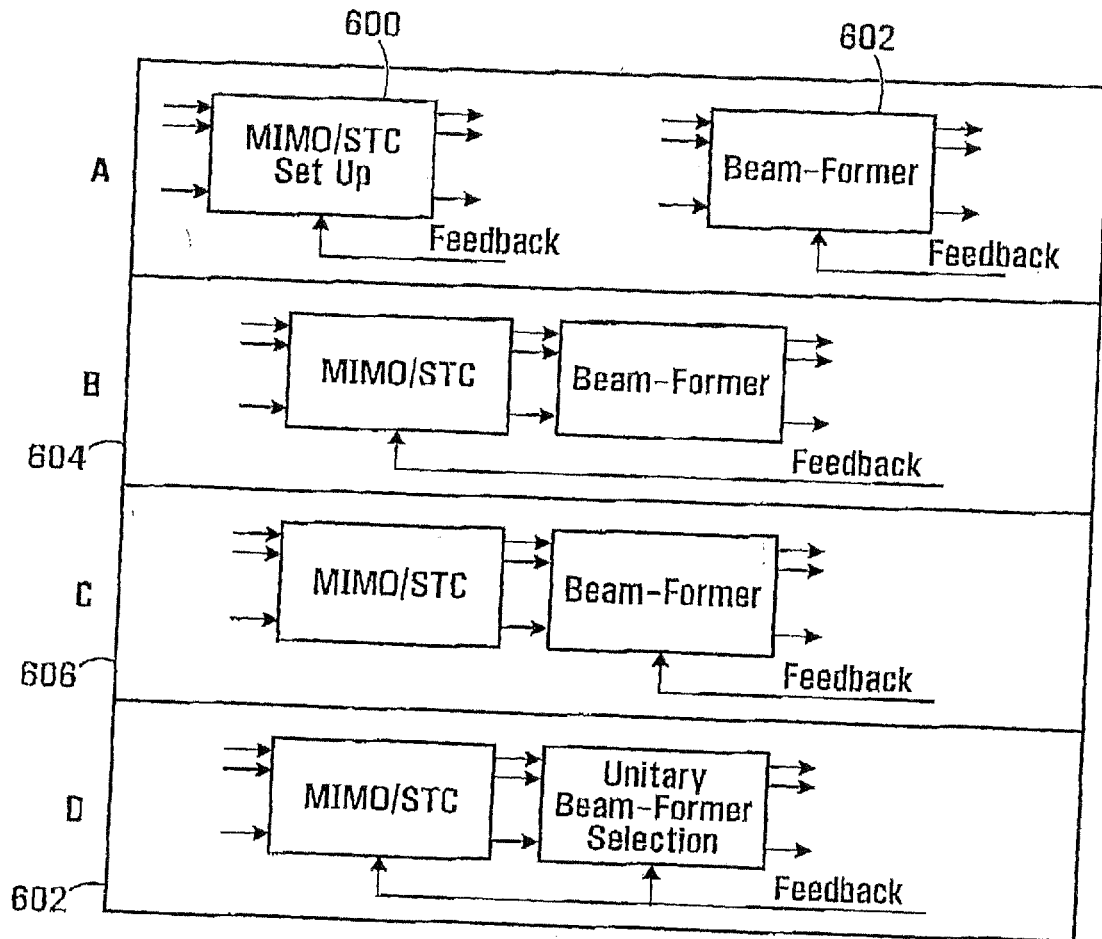 600
602
A
MIMO/STC
Set Up
Feedback
Beam-Former
Feedback
B
604
MIMO/STC
Beam-Former
Feedback
C
606
MIMO/STC
Beam-Former
Feedback
D
602
MIMO/STC
Unitary
Beam-Former
Selection
Feedback